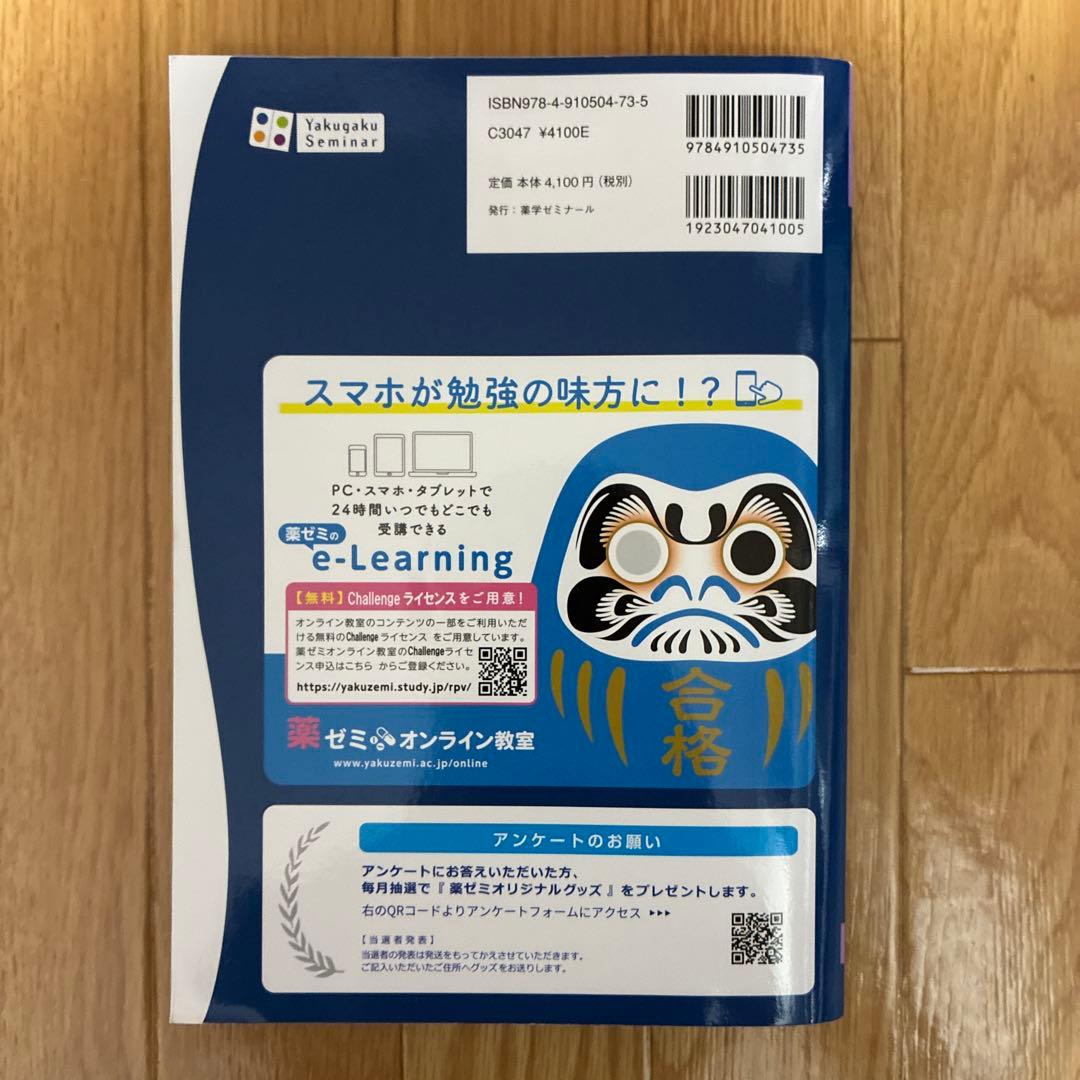 Yakugaku
Seminar
ISBN978-4-910504-73-5
C3047 ¥4100E
定価 本体 4,100 円 (税別)
発行：薬学ゼミナール
9784910504735
1923047041005
スマホが勉強の味方に！？
PC・スマホ・タブレットで
24時間いつでもどこでも
受講できる
薬ゼミの
e-Learning
【無料】Challenge ライセンスをご用意！
オンライン教室のコンテンツの一部をご利用いただ
ける無料のChallenge ライセンス をご用意しています。
薬ゼミオンライン教室のChallengeライセ
ンス申込はこちら からご登録ください。
https://yakuzemi.study.jp/rpv/
合格
薬ゼミオンライン教室
www.yakuzemi.ac.jp/online
アンケートのお願い
アンケートにお答えいただいた方、
毎月抽選で『 薬ゼミオリジナルグッズ 』をプレゼントします。
右のQRコードよりアンケートフォームにアクセス ▶▶▶
【当選者発表】
当選者の発表は発送をもってかえさせていただきます。
ご記入いただいたご住所へグッズをお送りします。